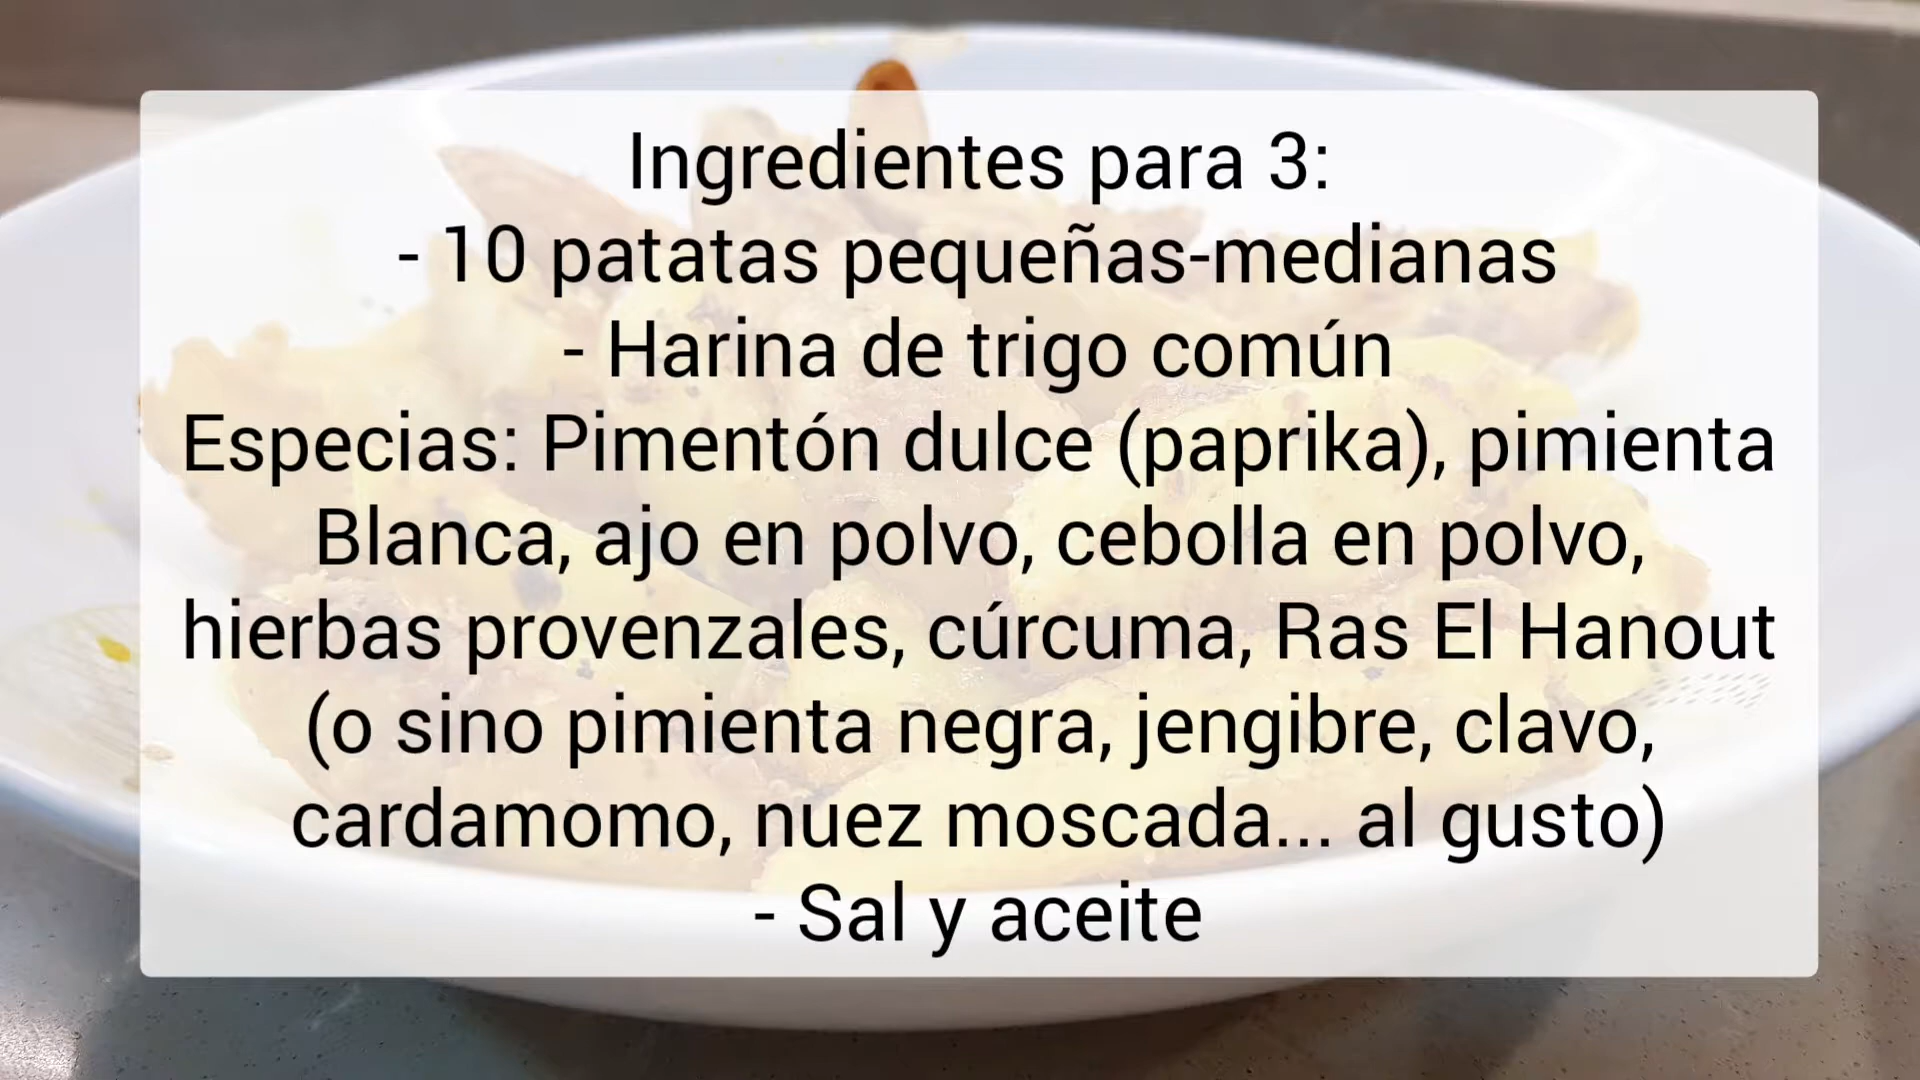 Ingredientes para 3:
- 10 patatas pequeñas-medianas
- Harina de trigo común
Especias: Pimentón dulce (paprika), pimienta
Blanca, ajo en polvo, cebolla en polvo,
hierbas provenzales, cúrcuma, Ras El Hanout
(o sino pimienta negra, jengibre, clavo,
cardamomo, nuez moscada... al gusto)
- Sal y aceite